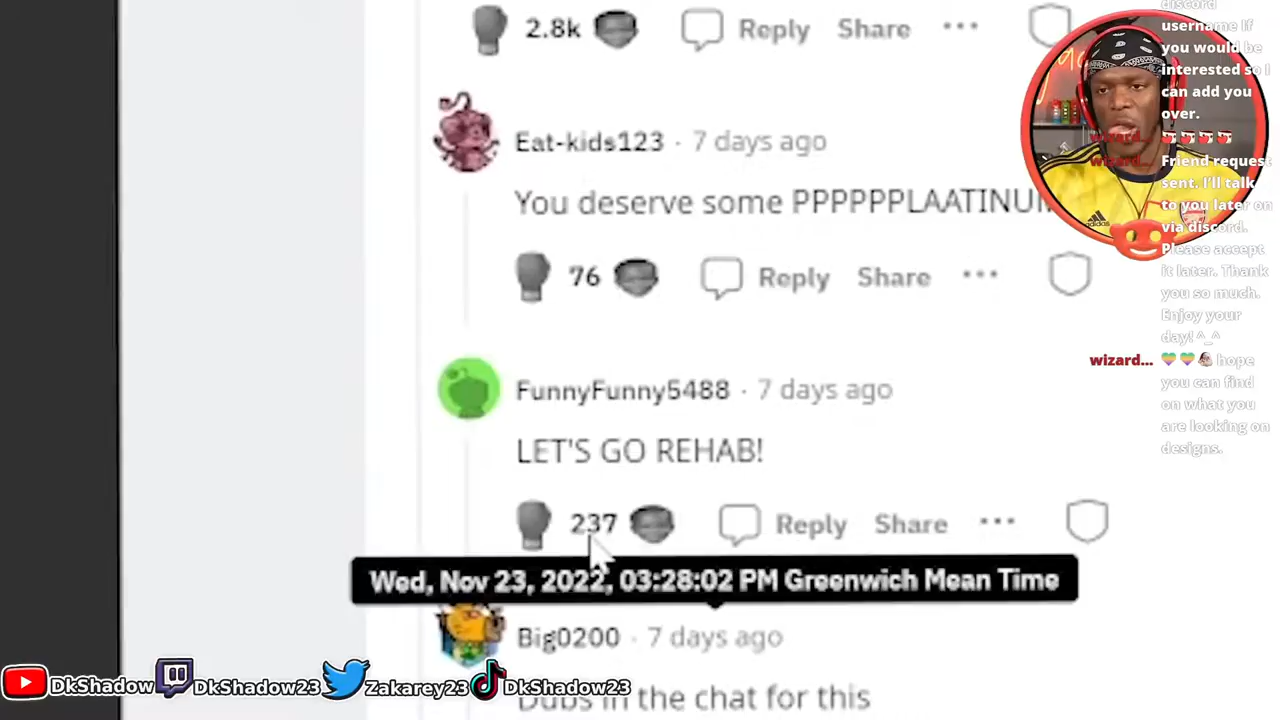 2.8k Reply Share ...
Eat-kids123 · 7 days ago
You deserve some PPPPPPLAATINUM
76 Reply Share ...
FunnyFunny5488 · 7 days ago
LET'S GO REHAB!
237 Reply Share ...
Wed, Nov 23, 2022, 03:28:02 PM Greenwich Mean Time
Big0200 · 7 days ago
Dubs in the chat for this
discord
username If
you would be
interested so I
can add you
over.
wizard...
wizard...
Friend request
sent. I'll talk
to you later on
via discord.
Please accept
it later. Thank
you so much.
Enjoy your
day! ^_^
wizard... hope
you can find
on what you
are looking on
designs.
adidas
DkShadow DkShadow23 Zakarey23 DkShadow23